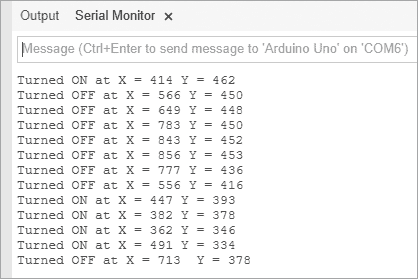 Output Serial Monitor ×
Message (Ctrl+Enter to send message to 'Arduino Uno' on 'COM6')
Turned ON at X = 414 Y = 462
Turned OFF at X = 566 Y = 450
Turned OFF at X = 649 Y = 448
Turned OFF at X = 783 Y = 450
Turned OFF at X = 843 Y = 452
Turned OFF at X = 856 Y = 453
Turned OFF at X = 777 Y = 436
Turned OFF at X = 556 Y = 416
Turned ON at X = 447 Y = 393
Turned ON at X = 382 Y = 378
Turned ON at X = 362 Y = 346
Turned ON at X = 491 Y = 334
Turned OFF at X = 713  Y = 378